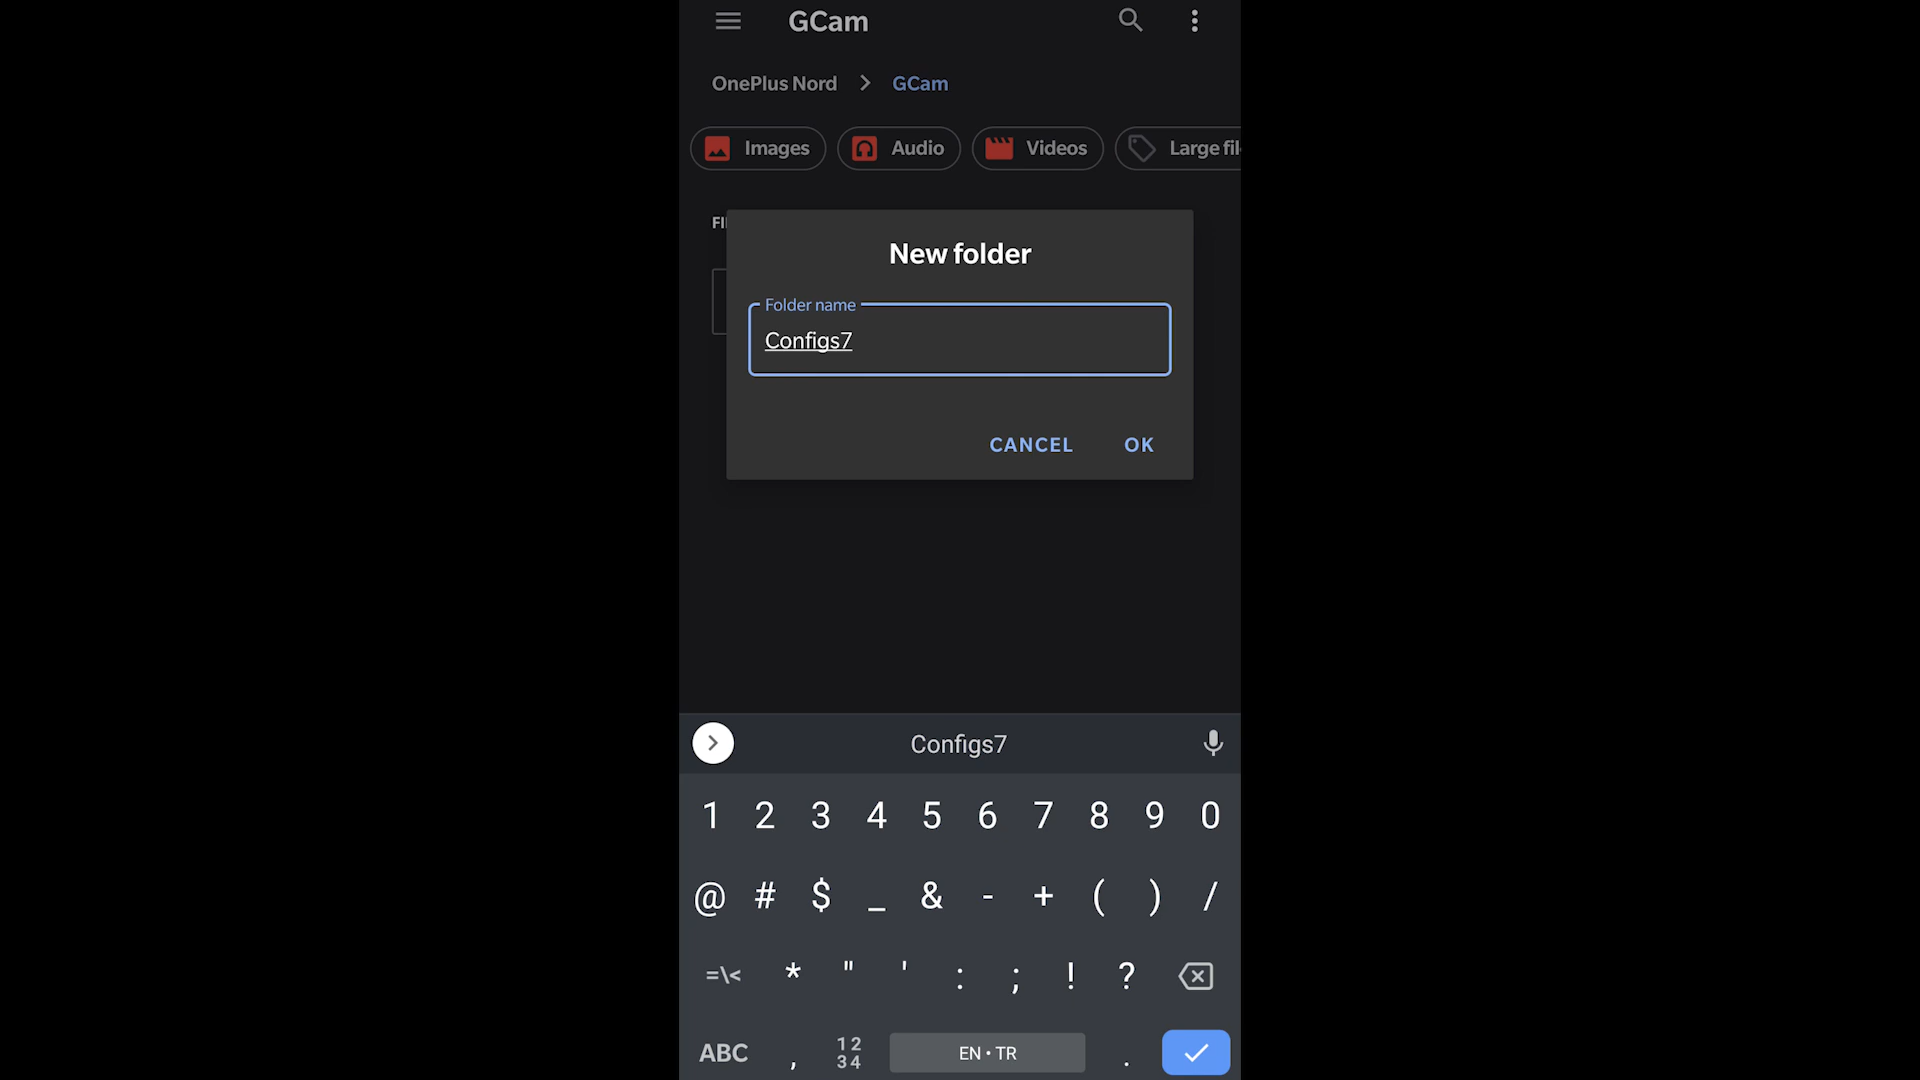 GCam
OnePlus Nord > GCam
Images Audio Videos Large fil
FI
New folder
Folder name
Configs7
CANCEL OK
Configs7
1 2 3 4 5 6 7 8 9 0
@ # $ _ & - + ( ) /
=\< * " ' : ; ! ?
ABC , 12 34 EN • TR .